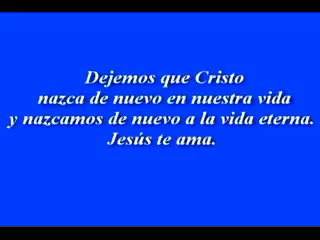 Dejemos que Cristo
nazca de nuevo en nuestra vida
y nazcamos de nuevo a la vida eterna.
Jesús te ama.